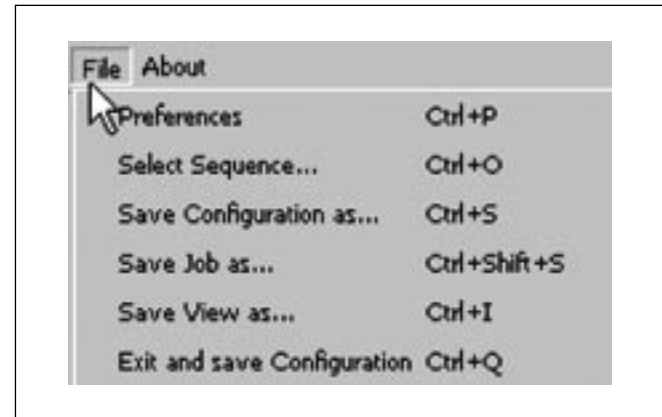 File About
Preferences Ctrl+P
Select Sequence... Ctrl+O
Save Configuration as... Ctrl+S
Save Job as... Ctrl+Shift+S
Save View as... Ctrl+I
Exit and save Configuration Ctrl+Q